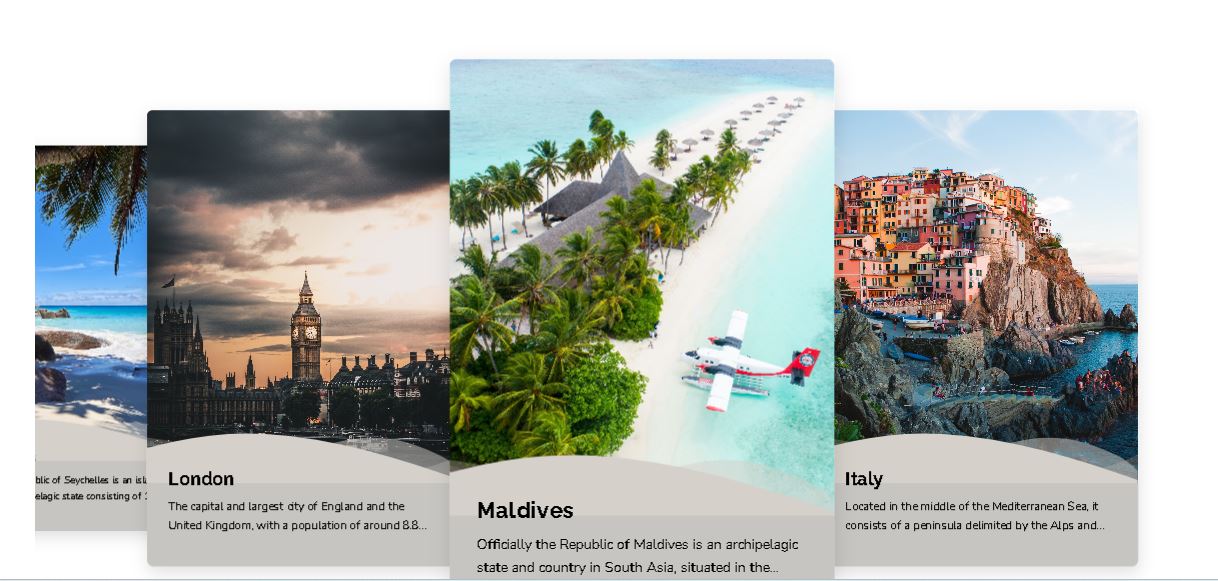 blic of Seychelles is an isl
elagic state consisting of
London
The capital and largest city of England and the
United Kingdom, with a population of around 8.8...
Maldives
Officially the Republic of Maldives is an archipelagic
state and country in South Asia, situated in the...
Italy
Located in the middle of the Mediterranean Sea, it
consists of a peninsula delimited by the Alps and...